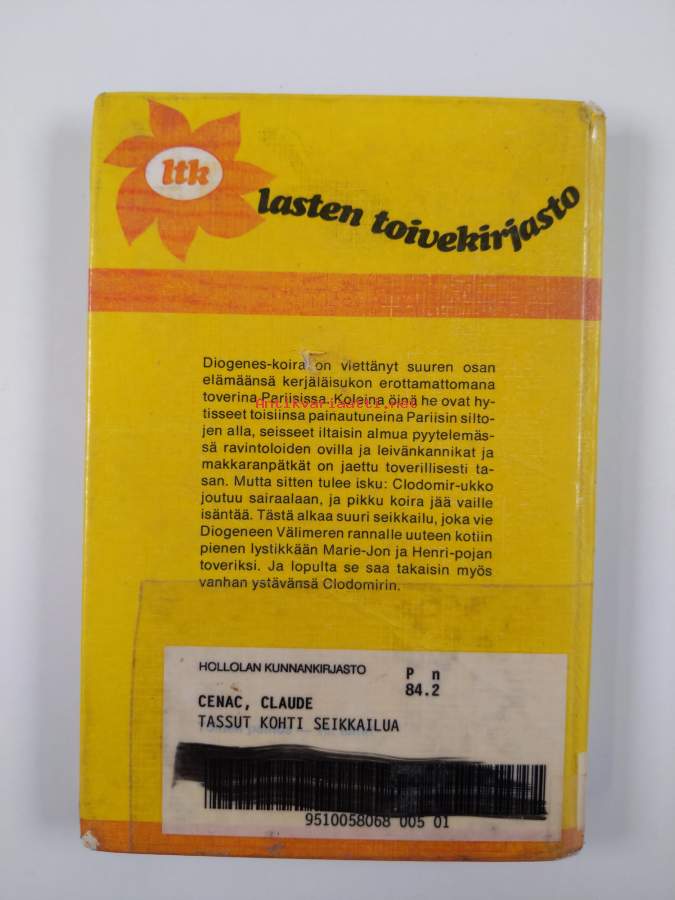 ltk
lasten toivekirjasto
Diogenes-koira on viettänyt suuren osan
elämäänsä kerjäläisukon erottamattomana
toverina Pariisissa. Koleina öinä he ovat hy-
Antikvariaatti.net
tisseet toisiinsa painautuneina Pariisin silto-
jen alla, seisseet iltaisin almua pyytelemäs-
sä ravintoloiden ovilla ja leivänkannikat ja
makkaranpätkät on jaettu toverillisesti ta-
san. Mutta sitten tulee isku: Clodomir-ukko
joutuu sairaalaan, ja pikku koira jää vaille
isäntää. Tästä alkaa suuri seikkailu, joka vie
Diogeneen Välimeren rannalle uuteen kotiin
pienen lystikkään Marie-Jon ja Henri-pojan
toveriksi. Ja lopulta se saa takaisin myös
vanhan ystävänsä Clodomirin.
HOLLOLAN KUNNANKIRJASTO
P n
84.2
CENAC, CLAUDE
TASSUT KOHTI SEIKKAILUA
9510058068 005 01